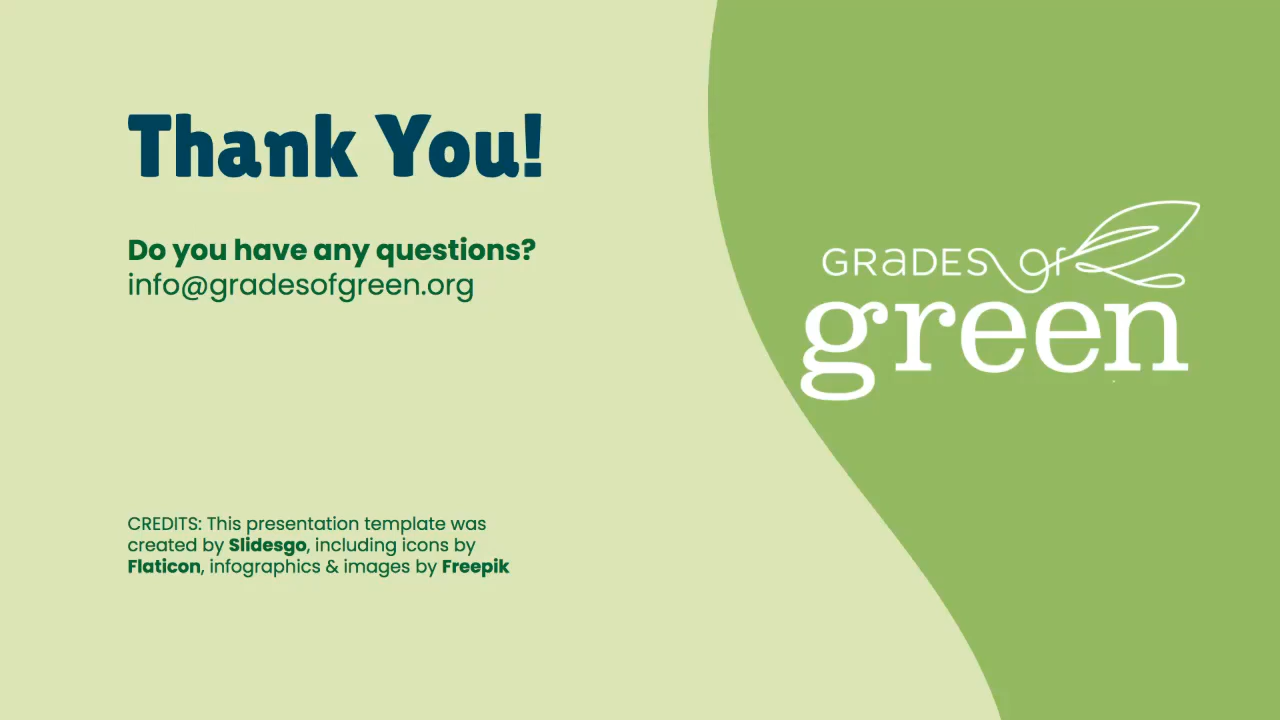 Thank You!
Do you have any questions?
info@gradesofgreen.org
GRADES of
green
CREDITS: This presentation template was
created by Slidesgo, including icons by
Flaticon, infographics & images by Freepik